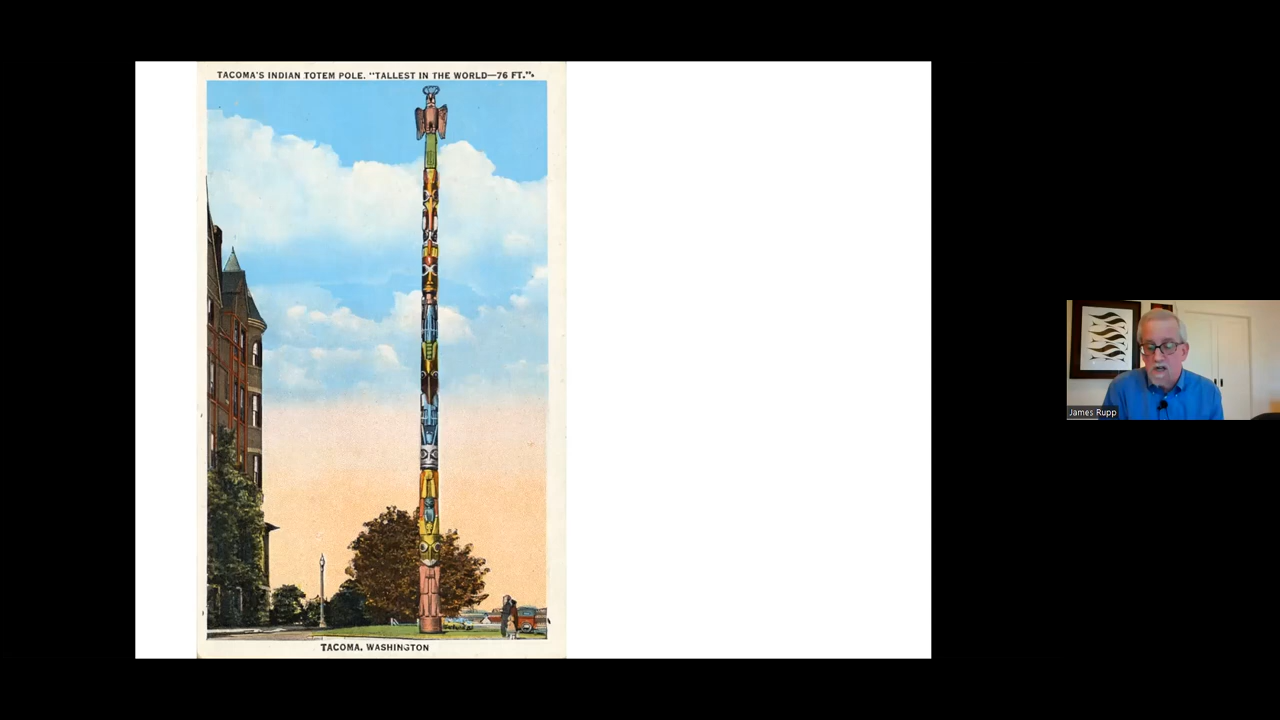 TACOMA'S INDIAN TOTEM POLE. "TALLEST IN THE WORLD—76 FT."
TACOMA, WASHINGTON
James Rupp